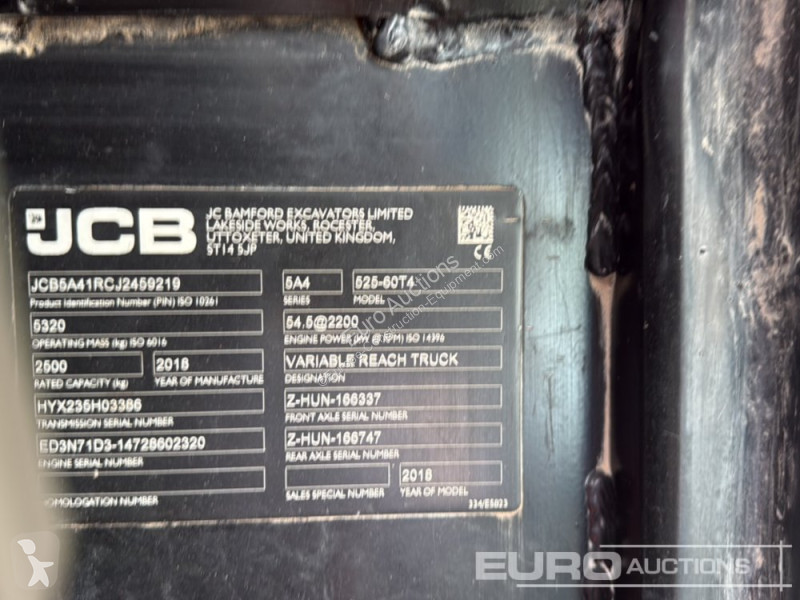 JCB
JC BAMFORD EXCAVATORS LIMITED
LAKESIDE WORKS, ROCESTER,
UTTOXETER, UNITED KINGDOM,
ST14 5JP
CE
JCB5A41RCJ2459219
5A4
525-60T4
Product Identification Number (PIN) ISO 10261
SERIES
MODEL
5320
54.5@2200
OPERATING MASS (kg) ISO 6016
ENGINE POWER (kW @ RPM) ISO 14396
2500
2018
VARIABLE REACH TRUCK
RATED CAPACITY (kg)
YEAR OF MANUFACTURE
DESIGNATION
HYX235H03386
Z-HUN-166337
TRANSMISSION SERIAL NUMBER
FRONT AXLE SERIAL NUMBER
ED3N71D3-14728602320
Z-HUN-166747
ENGINE SERIAL NUMBER
REAR AXLE SERIAL NUMBER
2018
HOMOLOGATION NUMBER
SALES SPECIAL NUMBER
YEAR OF MODEL
334/E5023
EURO AUCTIONS